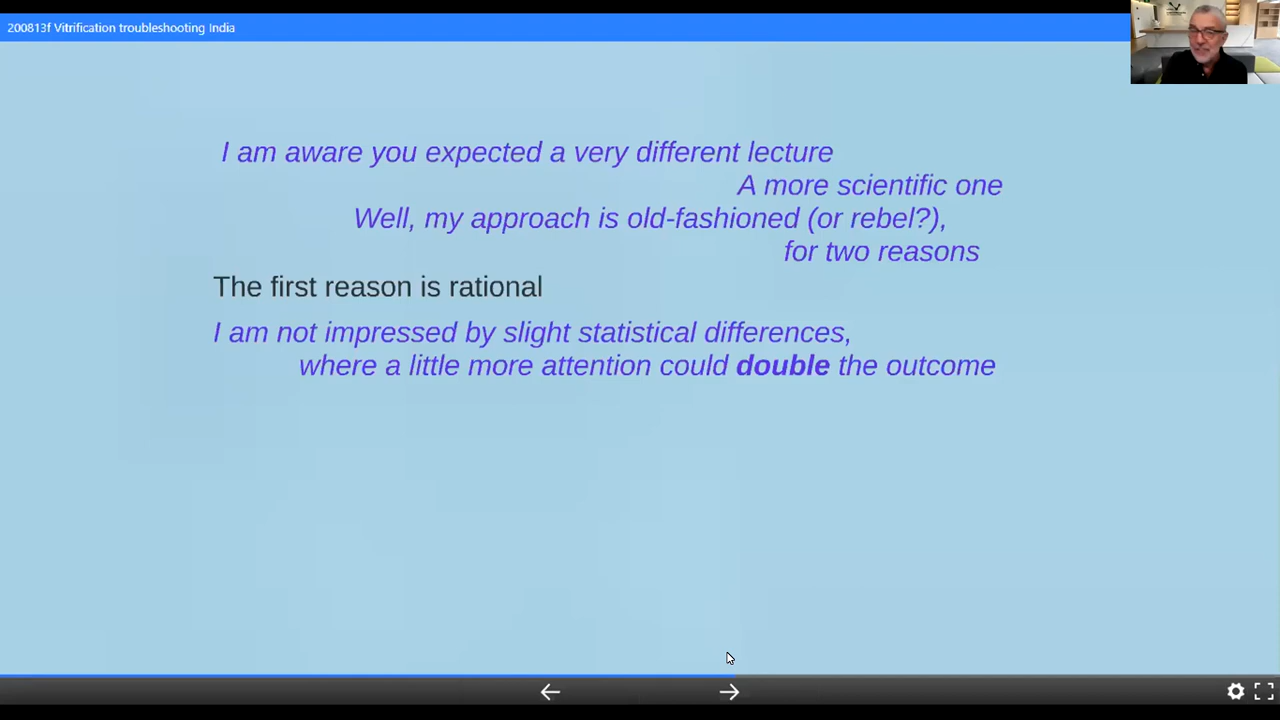 200813f Vitrification troubleshooting India
I am aware you expected a very different lecture
A more scientific one
Well, my approach is old-fashioned (or rebel?),
for two reasons
The first reason is rational
I am not impressed by slight statistical differences,
where a little more attention could double the outcome